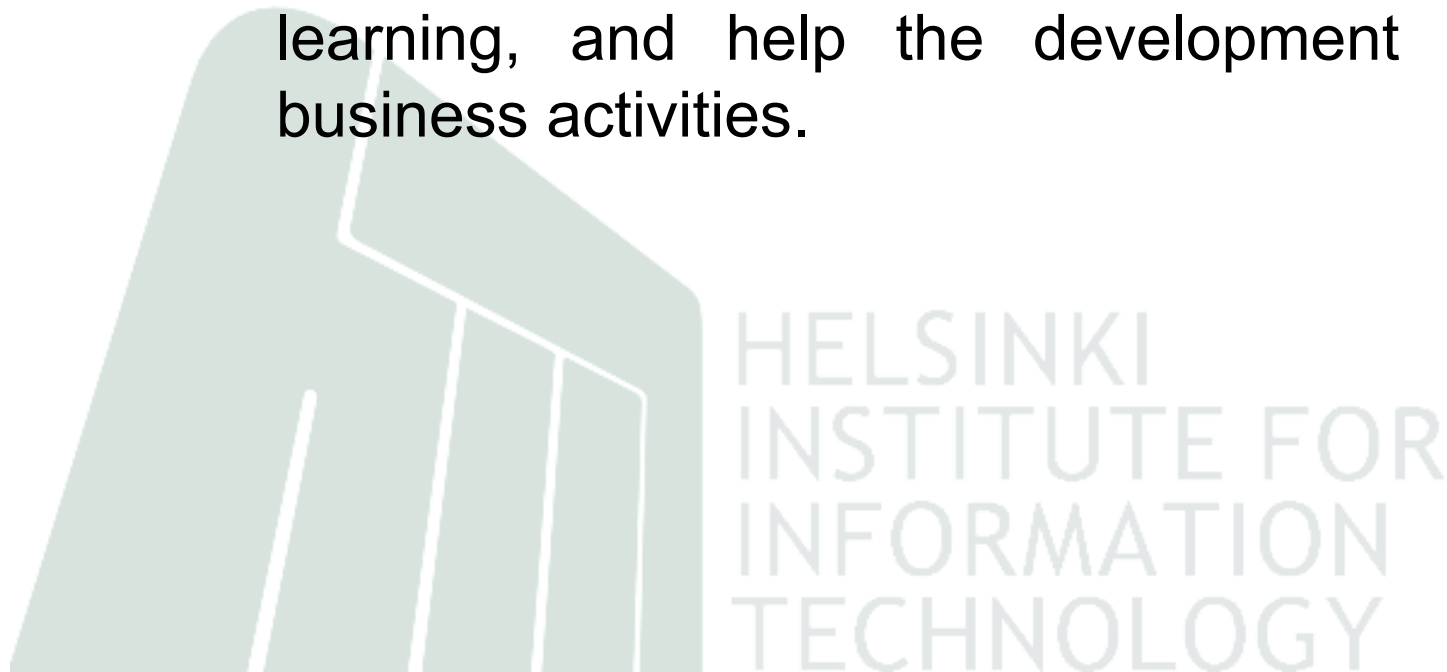 learning, and help the development
business activities.
HELSINKI
INSTITUTE FOR
INFORMATION
TECHNOLOGY